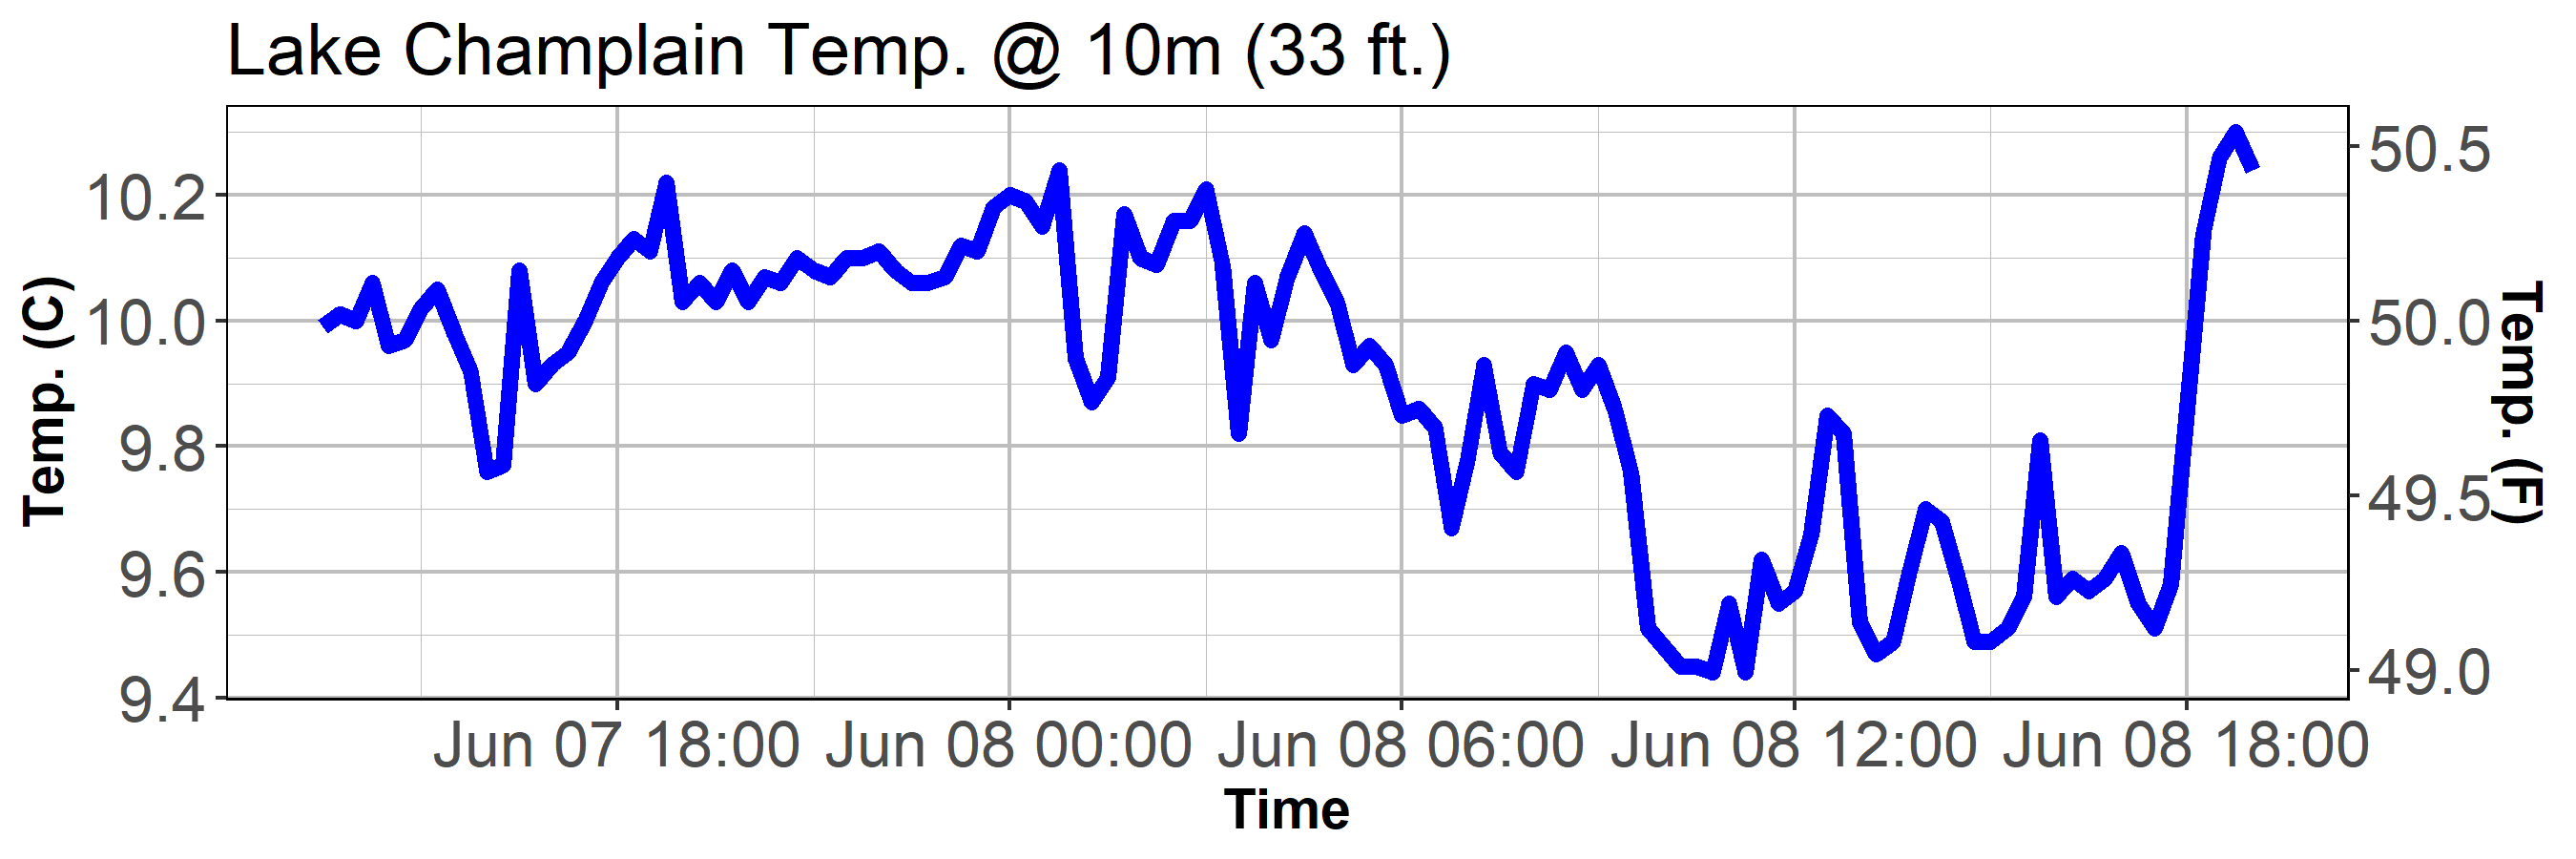 Lake Champlain Temp. @ 10m (33 ft.)
Temp. (C)
10.2
10.0
9.8
9.6
9.4
50.5
50.0
49.5
49.0
Temp. (F)
Jun 07 18:00 Jun 08 00:00 Jun 08 06:00 Jun 08 12:00 Jun 08 18:00
Time